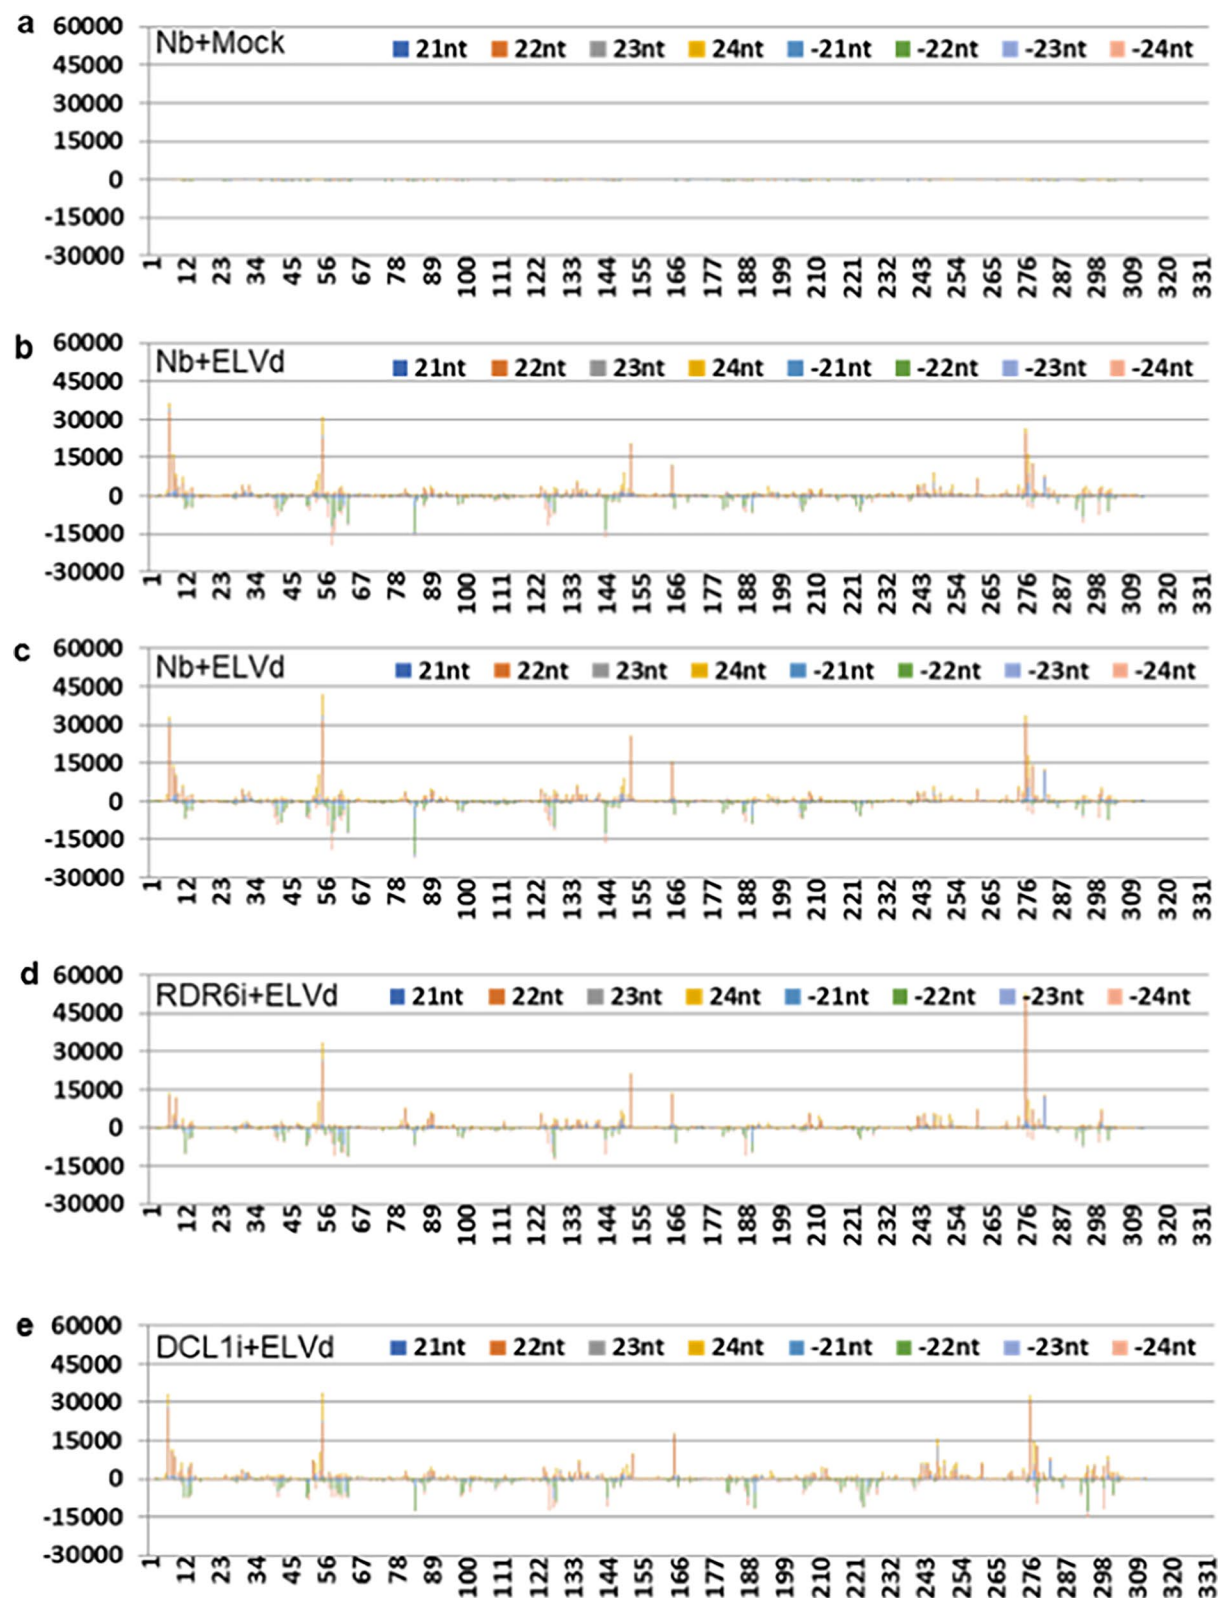 a
60000
Nb+Mock
21nt 22nt 23nt 24nt -21nt -22nt -23nt -24nt
45000
30000
15000
0
-15000
-30000
1 12 23 34 45 56 67 78 89 100 111 122 133 144 155 166 177 188 199 210 221 232 243 254 265 276 287 298 309 320 331
b
60000
Nb+ELVd
21nt 22nt 23nt 24nt -21nt -22nt -23nt -24nt
45000
30000
15000
0
-15000
-30000
1 12 23 34 45 56 67 78 89 100 111 122 133 144 155 166 177 188 199 210 221 232 243 254 265 276 287 298 309 320 331
c
60000
Nb+ELVd
21nt 22nt 23nt 24nt -21nt -22nt -23nt -24nt
45000
30000
15000
0
-15000
-30000
1 12 23 34 45 56 67 78 89 100 111 122 133 144 155 166 177 188 199 210 221 232 243 254 265 276 287 298 309 320 331
d
60000
RDR6i+ELVd
21nt 22nt 23nt 24nt -21nt -22nt -23nt -24nt
45000
30000
15000
0
-15000
-30000
1 12 23 34 45 56 67 78 89 100 111 122 133 144 155 166 177 188 199 210 221 232 243 254 265 276 287 298 309 320 331
e
60000
DCL1i+ELVd
21nt 22nt 23nt 24nt -21nt -22nt -23nt -24nt
45000
30000
15000
0
-15000
-30000
1 12 23 34 45 56 67 78 89 100 111 122 133 144 155 166 177 188 199 210 221 232 243 254 265 276 287 298 309 320 331